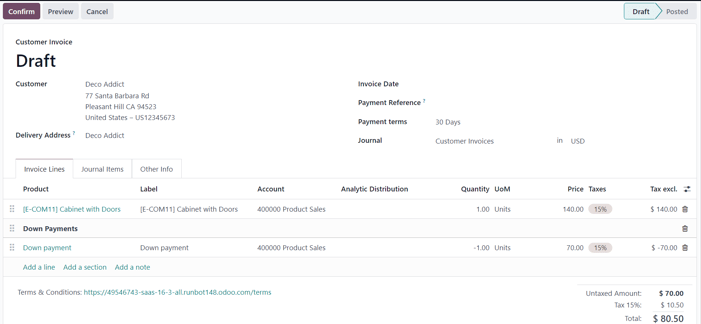 Confirm Preview Cancel Draft Posted
Customer Invoice
Draft
Customer Deco Addict Invoice Date
77 Santa Barbara Rd
Pleasant Hill CA 94523 Payment Reference ?
United States – US12345673
Payment terms 30 Days
Delivery Address ? Deco Addict
Journal Customer Invoices in USD
Invoice Lines Journal Items Other Info
Product Label Account Analytic Distribution Quantity UoM Price Taxes Tax excl.
[E-COM11] Cabinet with Doors [E-COM11] Cabinet with Doors 400000 Product Sales 1.00 Units 140.00 15% $ 140.00
Down Payments
Down payment Down payment 400000 Product Sales -1.00 Units 70.00 15% $ -70.00
Add a line Add a section Add a note
Terms & Conditions: https://49546743-saas-16-3-all.runbot148.odoo.com/terms
Untaxed Amount: $ 70.00
Tax 15%: $ 10.50
Total: $ 80.50